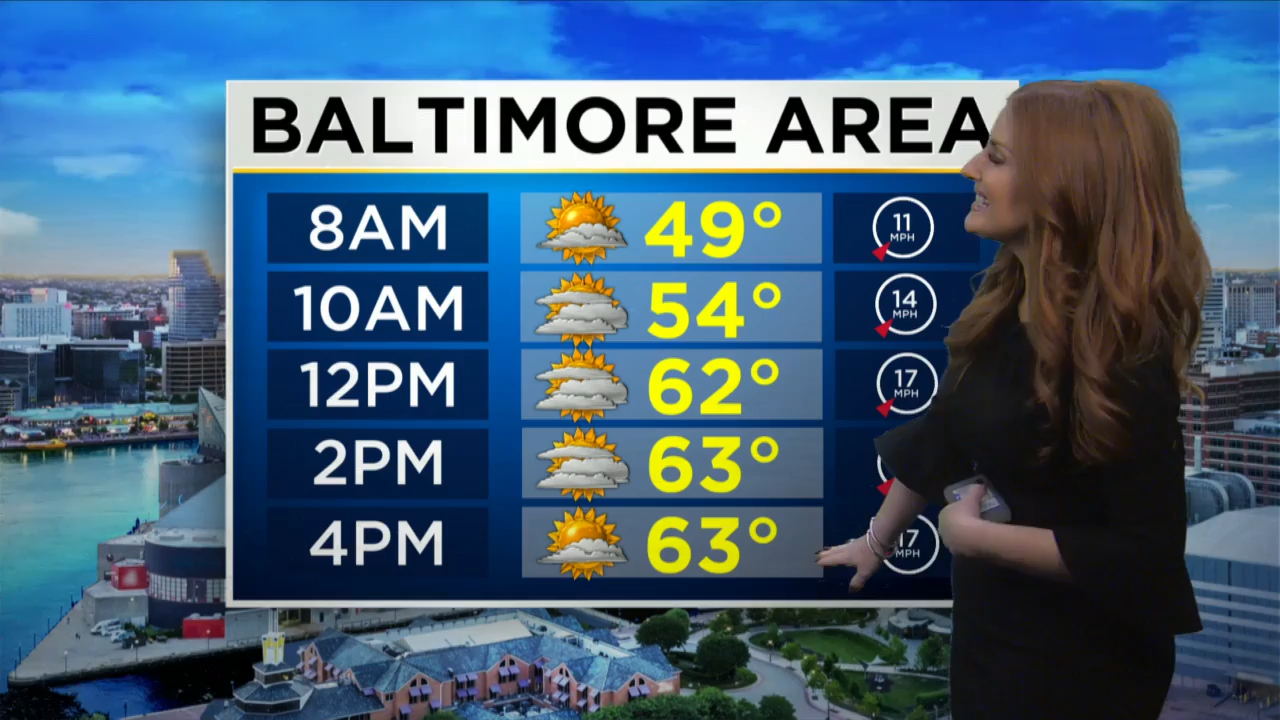 BALTIMORE AREA
8AM 49° 11 MPH
10AM 54° 14 MPH
12PM 62° 17 MPH
2PM 63°
4PM 63° 17 MPH